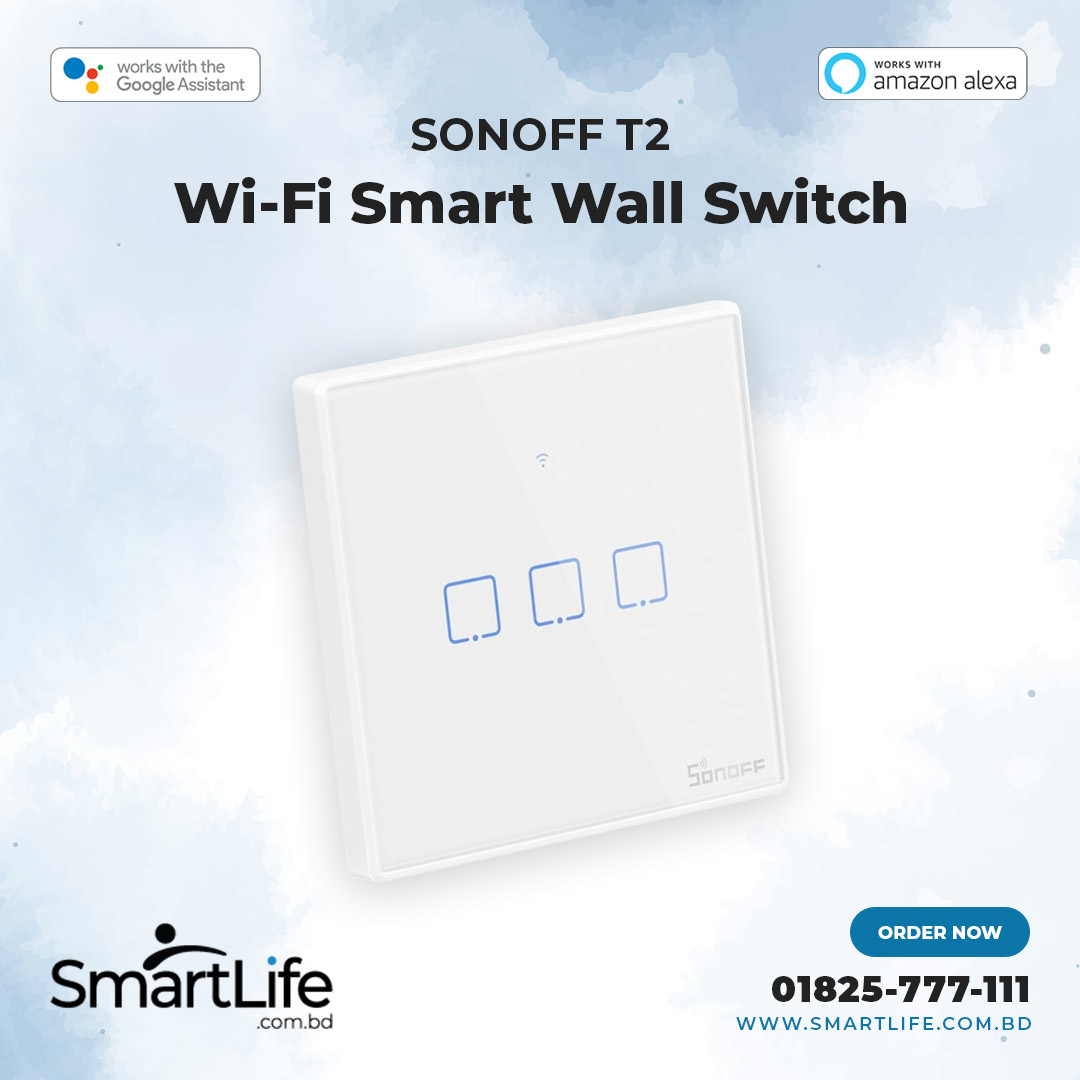 works with the
Google Assistant
WORKS WITH
amazon alexa
SONOFF T2
Wi-Fi Smart Wall Switch
SONOFF
SmartLife
.com.bd
ORDER NOW
01825-777-111
WWW.SMARTLIFE.COM.BD